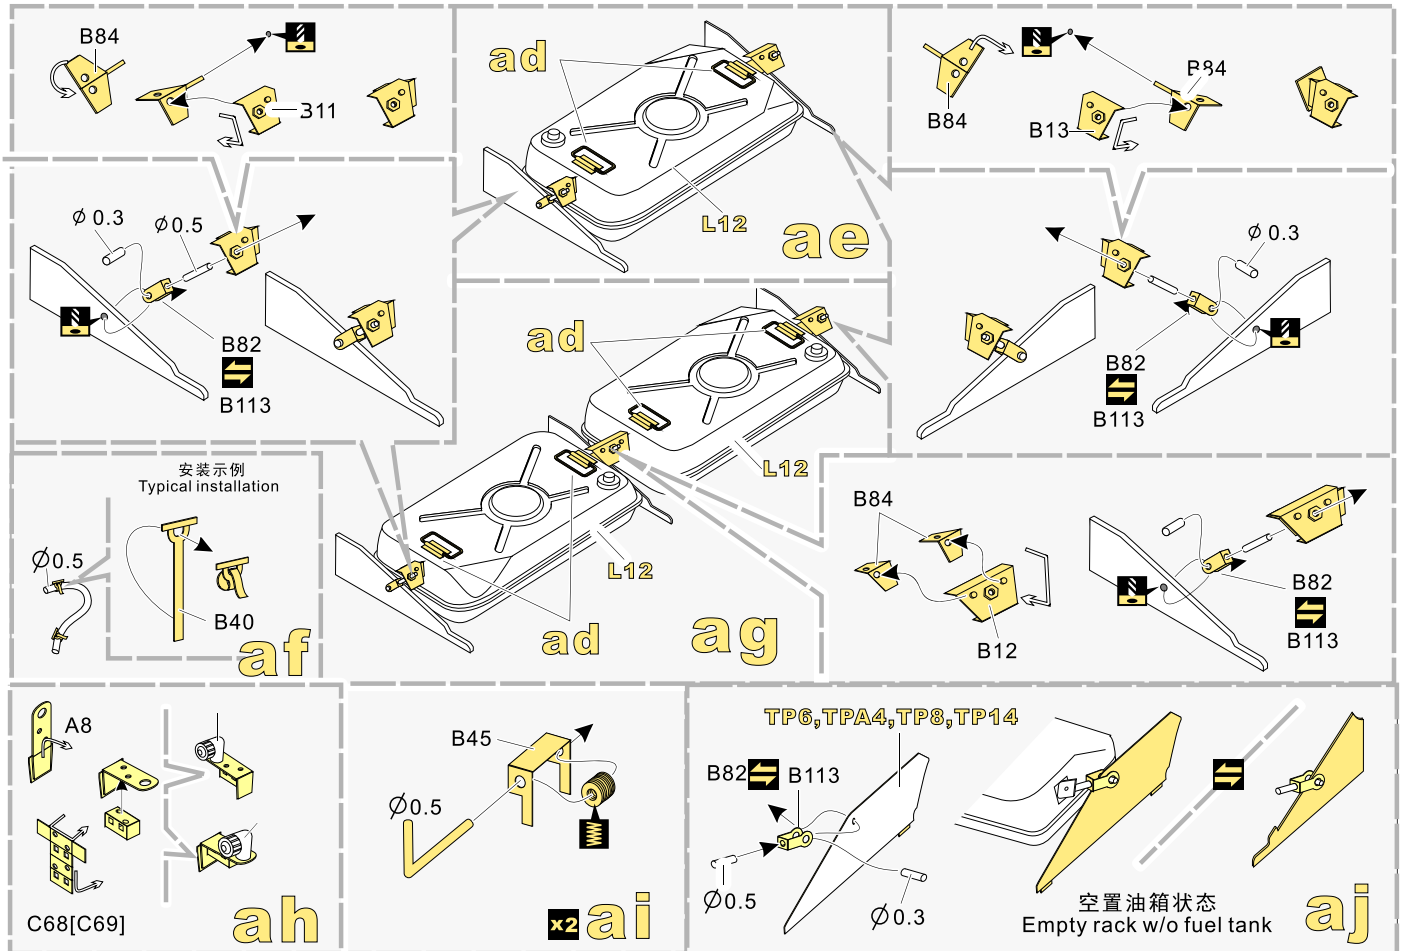 B84
B11
ad
L12
ae
B84
B84
B13
Ø 0.3
Ø 0.5
B82
B113
Ø 0.3
B82
B113
ad
L12
L12
ad
ag
安装示例
Typical installation
Ø0.5
B40
af
B84
B12
B82
B113
A8
C68[C69]
ah
B45
Ø0.5
x2
ai
TP6,TPA4,TP8,TP14
B82
B113
Ø0.5
Ø0.3
空置油箱状态
Empty rack w/o fuel tank
aj